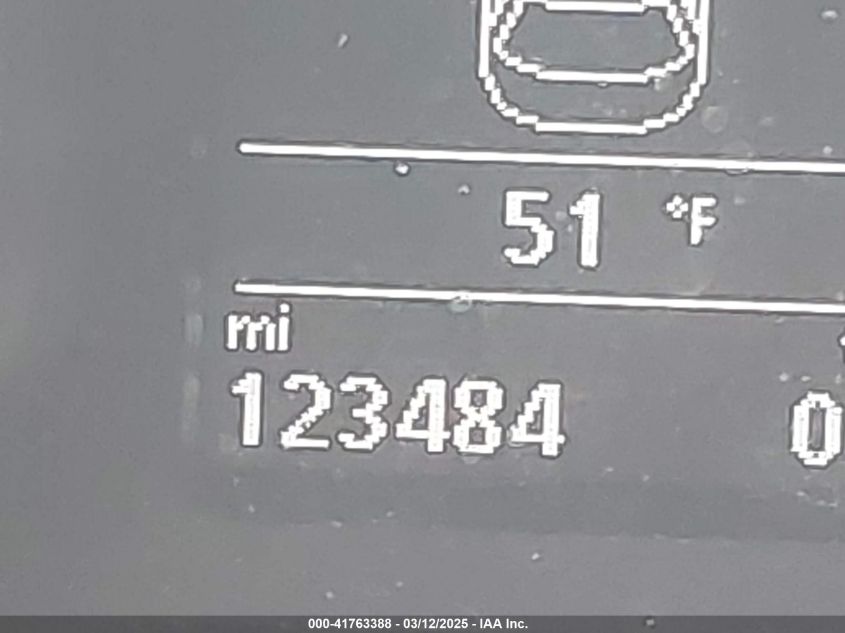 51 °F
mi
123484 0
000-41763388 - 03/12/2025 - IAA Inc.